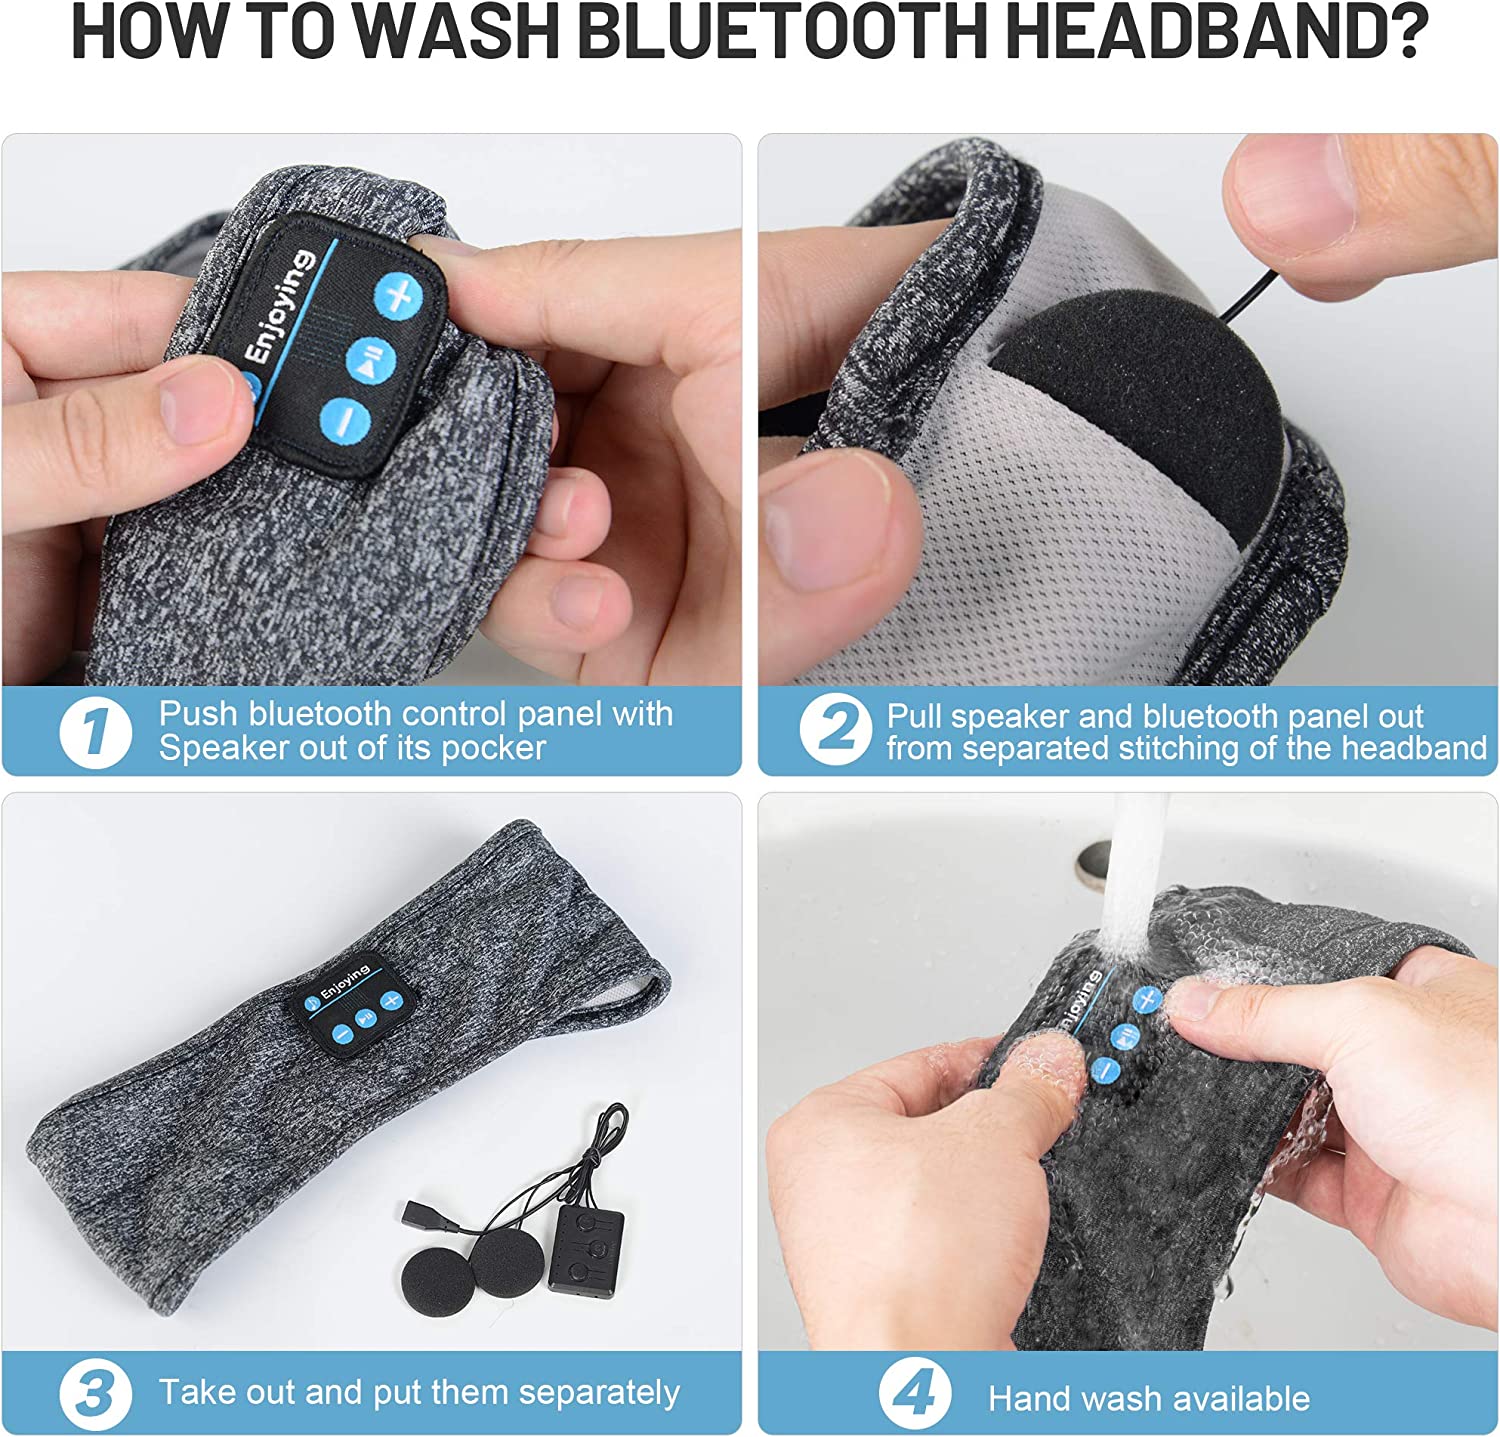 HOW TO WASH BLUETOOTH HEADBAND?
Enjoying
1
Push bluetooth control panel with
Speaker out of its pocker
2
Pull speaker and bluetooth panel out
from separated stitching of the headband
Enjoying
3
Take out and put them separately
Enjoying
4
Hand wash available